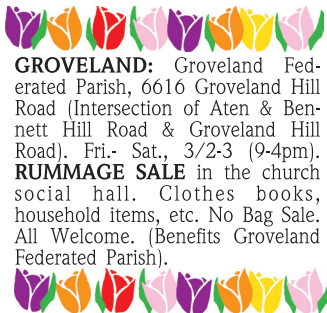 GROVELAND: Groveland Fed-
erated Parish, 6616 Groveland Hill
Road (Intersection of Aten & Ben-
nett Hill Road & Groveland Hill
Road). Fri.- Sat., 3/2-3 (9-4pm).
RUMMAGE SALE in the church
social hall. Clothes books,
household items, etc. No Bag Sale.
All Welcome. (Benefits Groveland
Federated Parish).